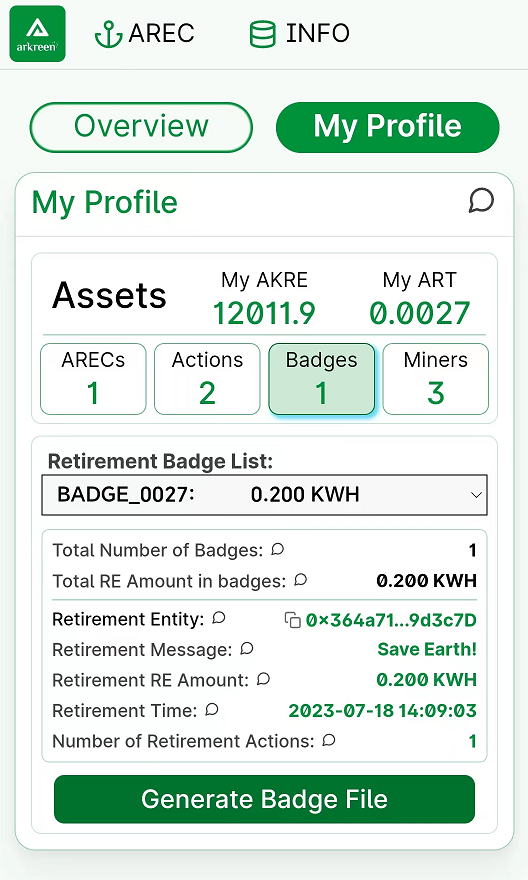 arkreen
AREC INFO
Overview My Profile
My Profile
Assets
My AKRE My ART
12011.9 0.0027
ARECs Actions Badges Miners
1 2 1 3
Retirement Badge List:
BADGE_0027: 0.200 KWH
Total Number of Badges: 1
Total RE Amount in badges: 0.200 KWH
Retirement Entity: 0×364a71...9d3c7D
Retirement Message: Save Earth!
Retirement RE Amount: 0.200 KWH
Retirement Time: 2023-07-18 14:09:03
Number of Retirement Actions: 1
Generate Badge File